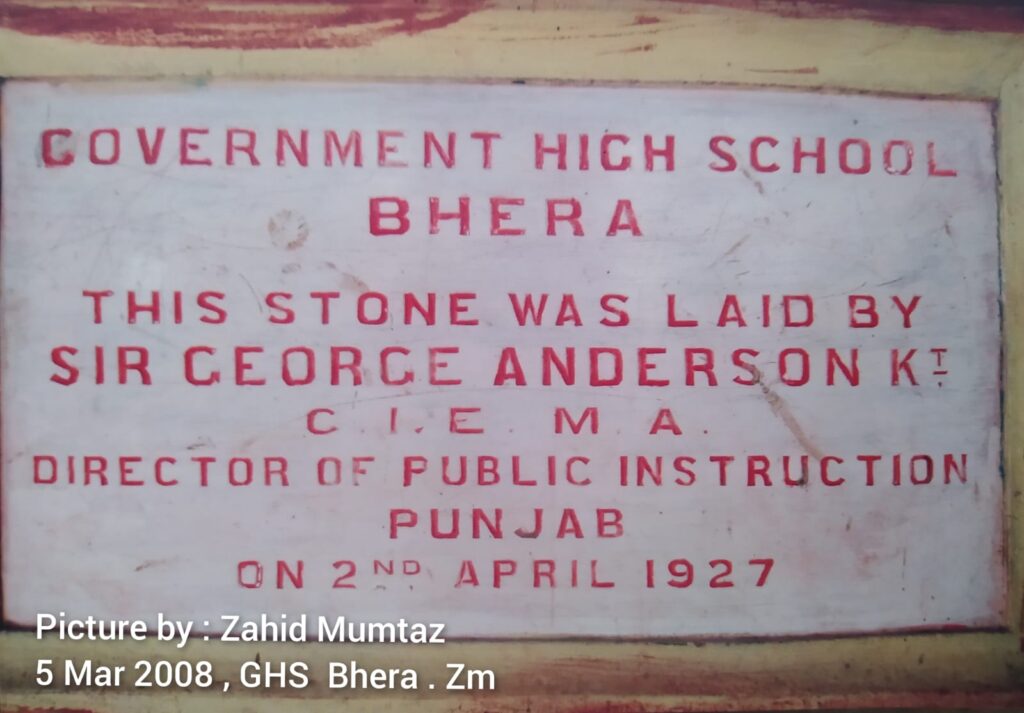 GOVERNMENT HIGH SCHOOL
BHERA
THIS STONE WAS LAID BY
SIR GEORGE ANDERSON KT
C.I.E. M.A.
DIRECTOR OF PUBLIC INSTRUCTION
PUNJAB
ON 2ND APRIL 1927
Picture by : Zahid Mumtaz
5 Mar 2008 , GHS Bhera . Zm